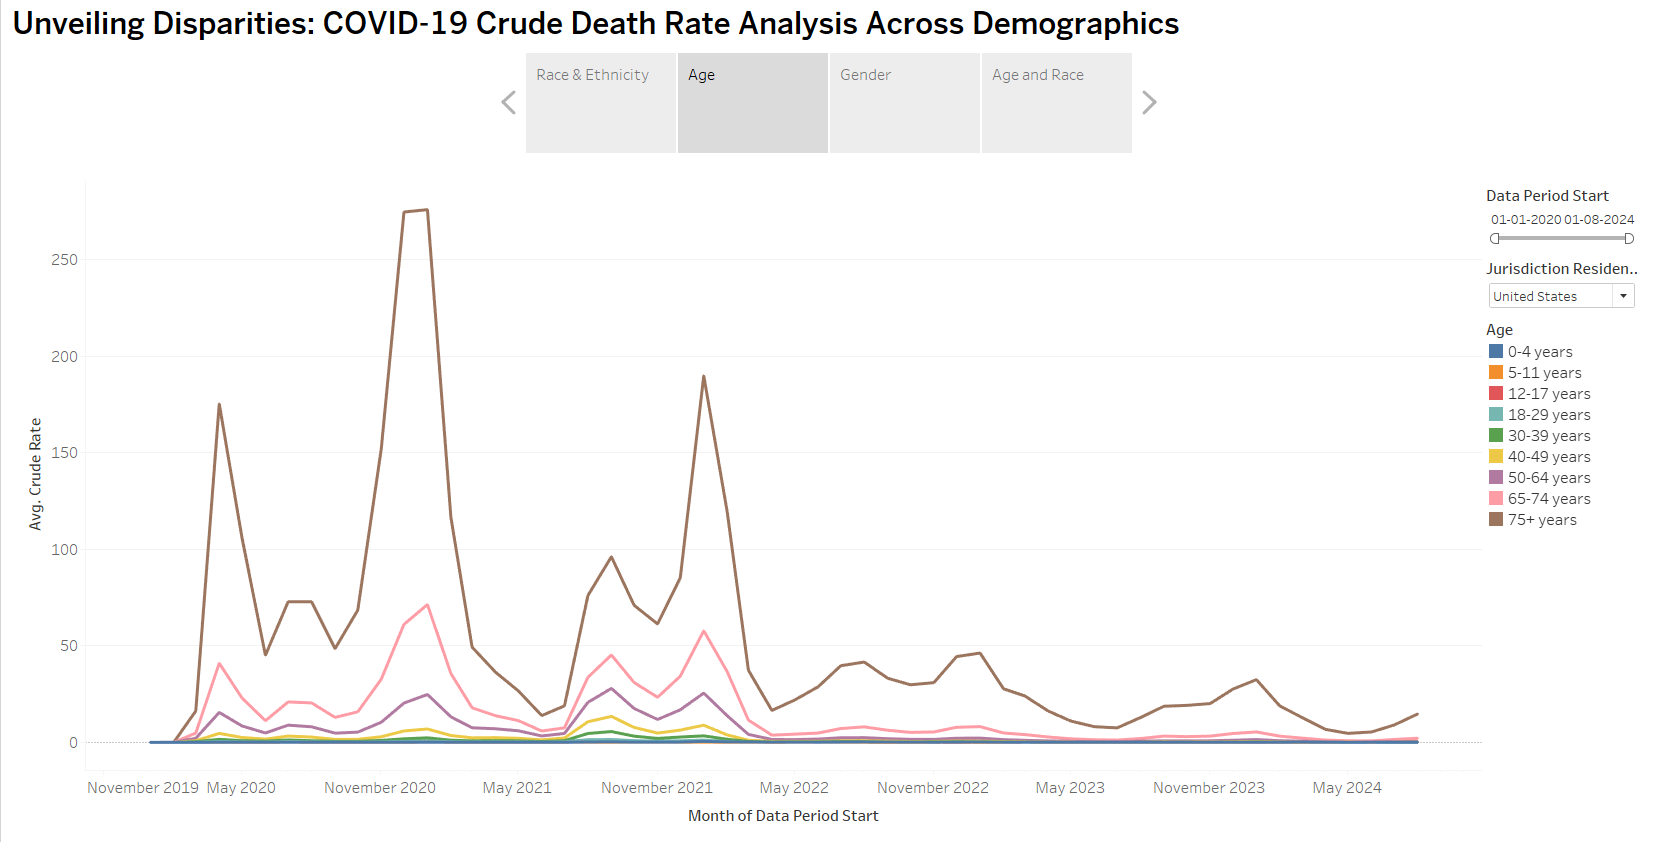 Unveiling Disparities: COVID-19 Crude Death Rate Analysis Across Demographics
Race & Ethnicity
Age
Gender
Age and Race
Data Period Start
01-01-2020 01-08-2024
Jurisdiction Residen..
United States
Age
0-4 years
5-11 years
12-17 years
18-29 years
30-39 years
40-49 years
50-64 years
65-74 years
75+ years
Avg. Crude Rate
250
200
150
100
50
0
November 2019 May 2020 November 2020 May 2021 November 2021 May 2022 November 2022 May 2023 November 2023 May 2024
Month of Data Period Start